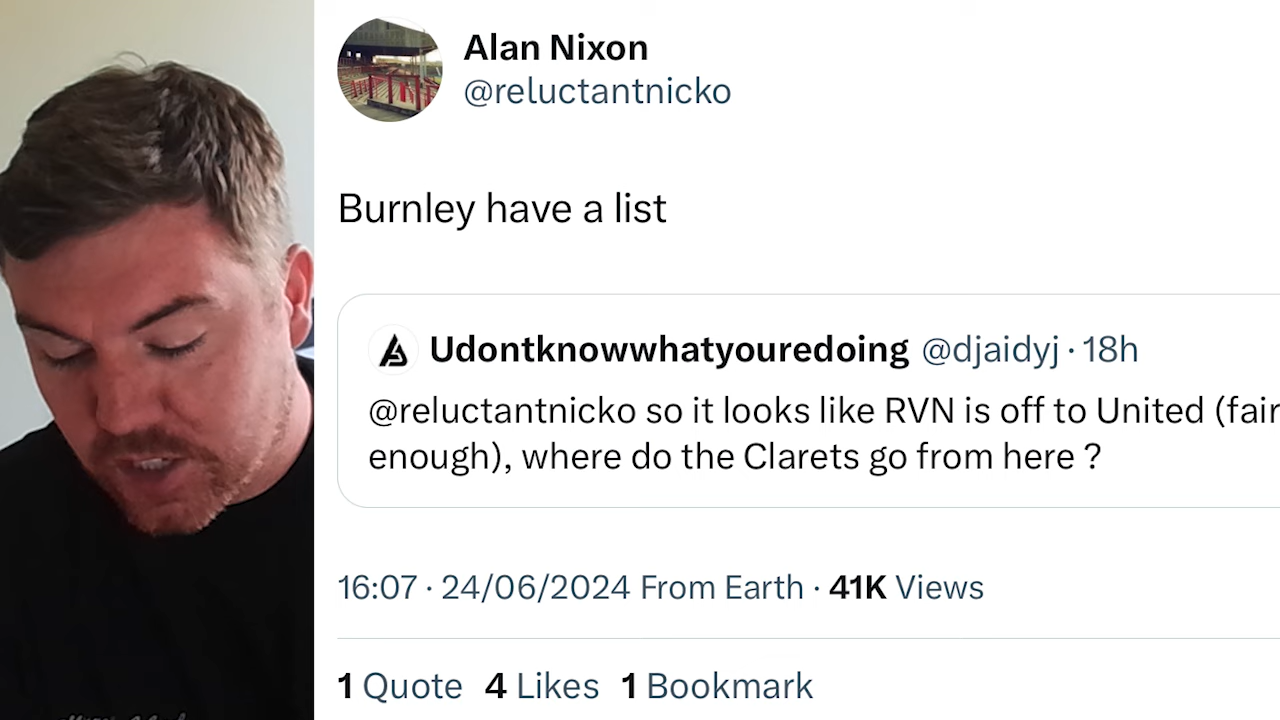 Alan Nixon
@reluctantnicko
Burnley have a list
Udontknowwhatyouredoing @djaidyj · 18h
@reluctantnicko so it looks like RVN is off to United (fair
enough), where do the Clarets go from here ?
16:07 · 24/06/2024 From Earth · 41K Views
1 Quote 4 Likes 1 Bookmark